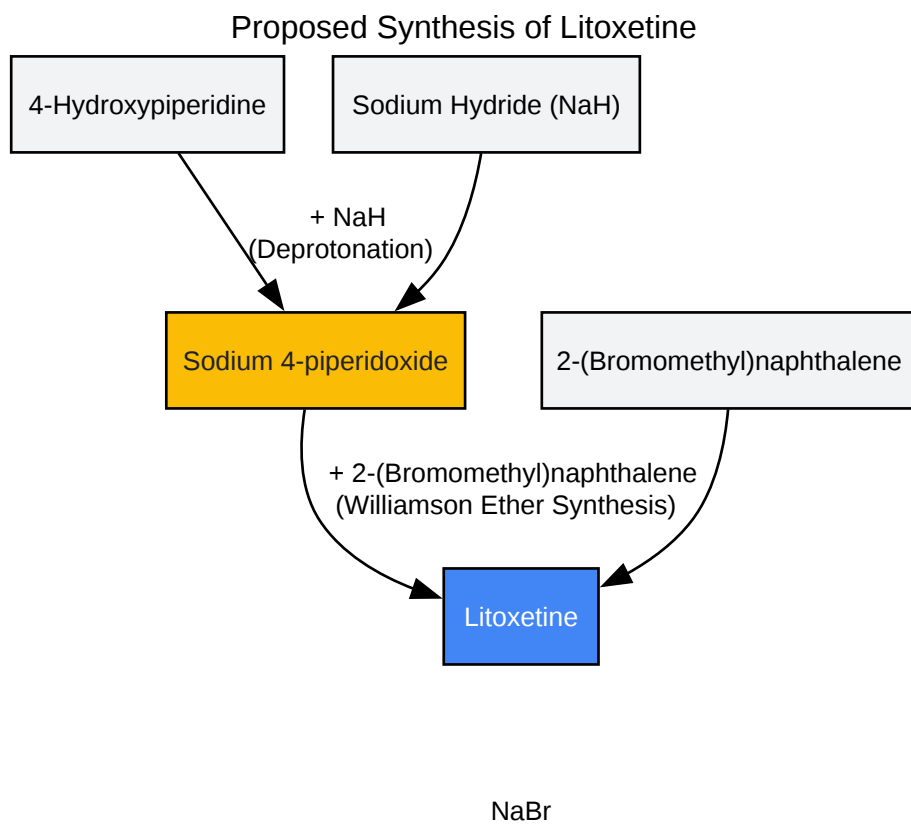 Proposed Synthesis of Litoxetine
4-Hydroxypiperidine
Sodium Hydride (NaH)
+ NaH
(Deprotonation)
Sodium 4-piperidoxide
2-(Bromomethyl)naphthalene
+ 2-(Bromomethyl)naphthalene
(Williamson Ether Synthesis)
Litoxetine
NaBr